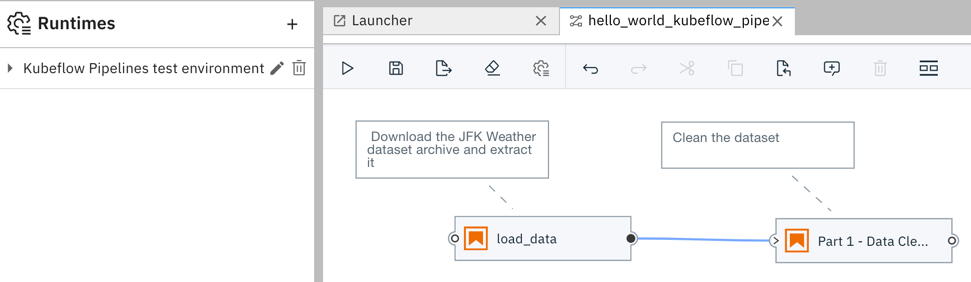 Runtimes
Kubeflow Pipelines test environment
Launcher
hello_world_kubeflow_pipe
Download the JFK Weather
dataset archive and extract
it
Clean the dataset
load_data
Part 1 - Data Cle...